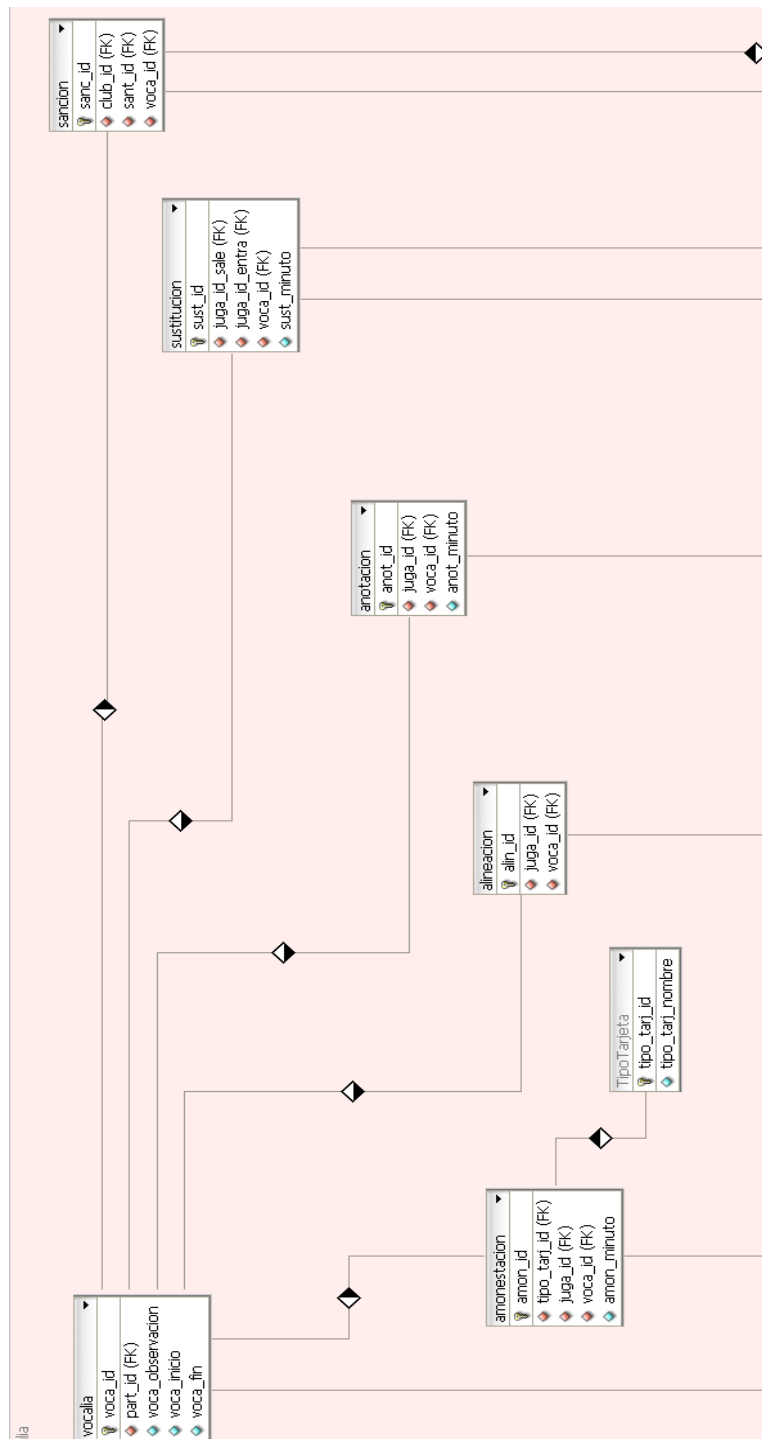 sancion
sanc_id
club_id (FK)
sant_id (FK)
voca_id (FK)
sustitucion
sust_id
juga_id_sale (FK)
juga_id_entra (FK)
voca_id (FK)
sust_minuto
anotacion
anot_id
juga_id (FK)
voca_id (FK)
anot_minuto
alineacion
alin_id
juga_id (FK)
voca_id (FK)
TipoTarjeta
tipo_tarj_id
tipo_tarj_nombre
amonestacion
amon_id
tipo_tarj_id (FK)
juga_id (FK)
voca_id (FK)
amon_minuto
vocalia
voca_id
part_id (FK)
voca_observacion
voca_inicio
voca_fin
lia